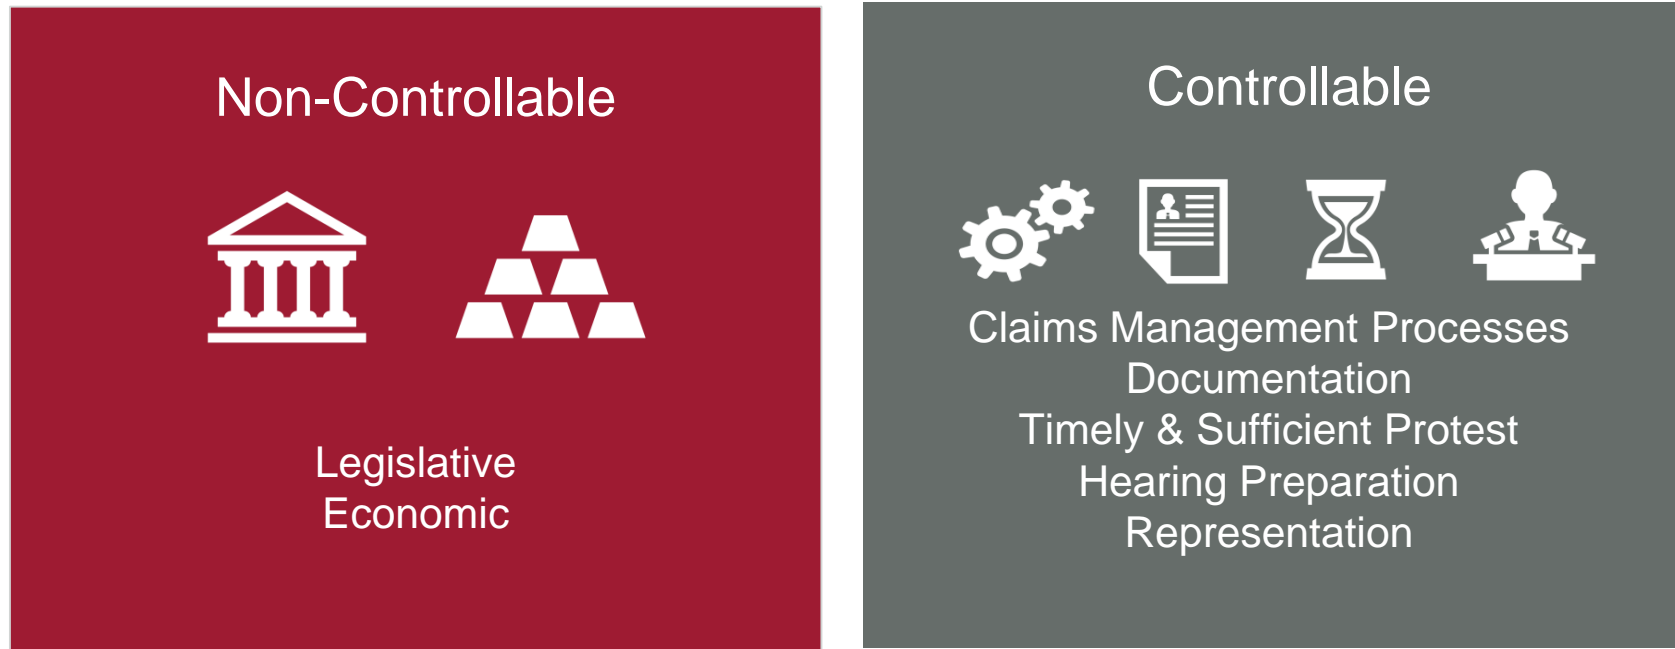 Non-Controllable
Legislative
Economic
Controllable
Claims Management Processes
Documentation
Timely & Sufficient Protest
Hearing Preparation
Representation